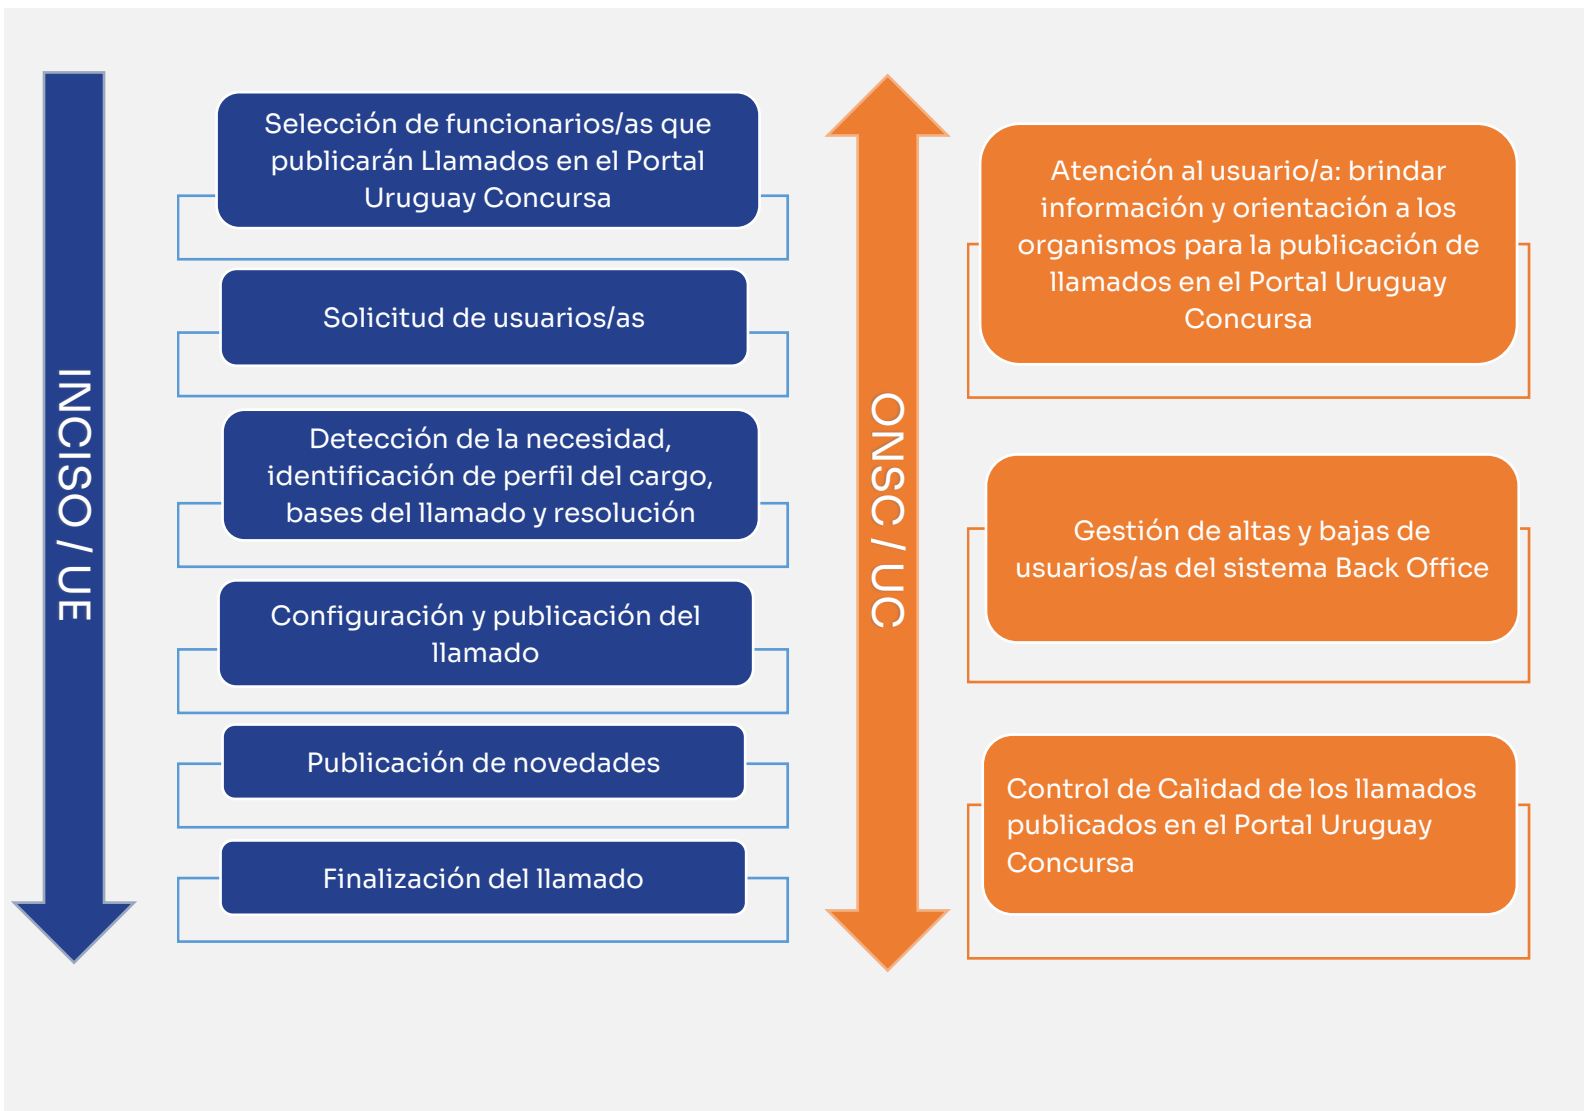 INCISO / UE
Selección de funcionarios/as que
publicarán Llamados en el Portal
Uruguay Concursa
Solicitud de usuarios/as
Detección de la necesidad,
identificación de perfil del cargo,
bases del llamado y resolución
Configuración y publicación del
llamado
Publicación de novedades
Finalización del llamado
ONSC / UC
Atención al usuario/a: brindar
información y orientación a los
organismos para la publicación de
llamados en el Portal Uruguay
Concursa
Gestión de altas y bajas de
usuarios/as del sistema Back Office
Control de Calidad de los llamados
publicados en el Portal Uruguay
Concursa